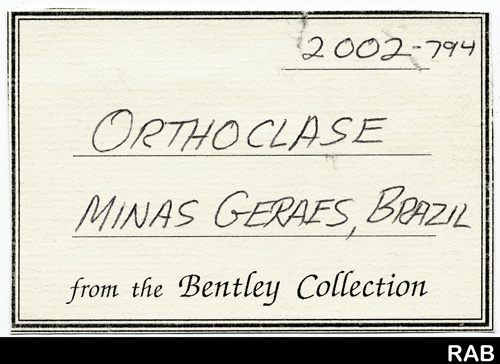 2002-794
ORTHOCLASE
MINAS GERAES, BRAZIL
from the Bentley Collection
RAB